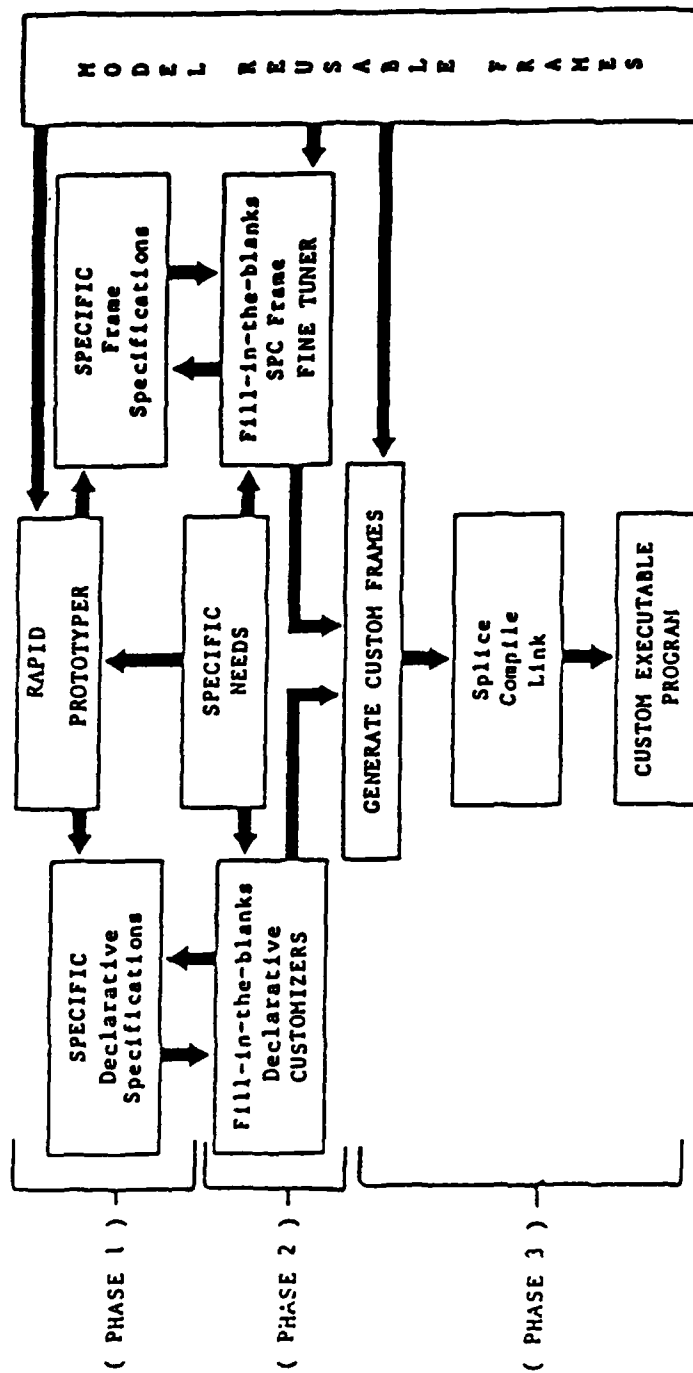 ( PHASE 1 )
SPECIFIC
Declarative
Specifications
RAPID
PROTOTYPER
SPECIFIC
Frame
Specifications
( PHASE 2 )
Fill-in-the-blanks
Declarative
CUSTOMIZERS
SPECIFIC
NEEDS
Fill-in-the-blanks
SPC Frame
FINE TUNER
( PHASE 3 )
GENERATE CUSTOM FRAMES
Splice
Compile
Link
CUSTOM EXECUTABLE
PROGRAM
MODEL REUSABLE FRAMES